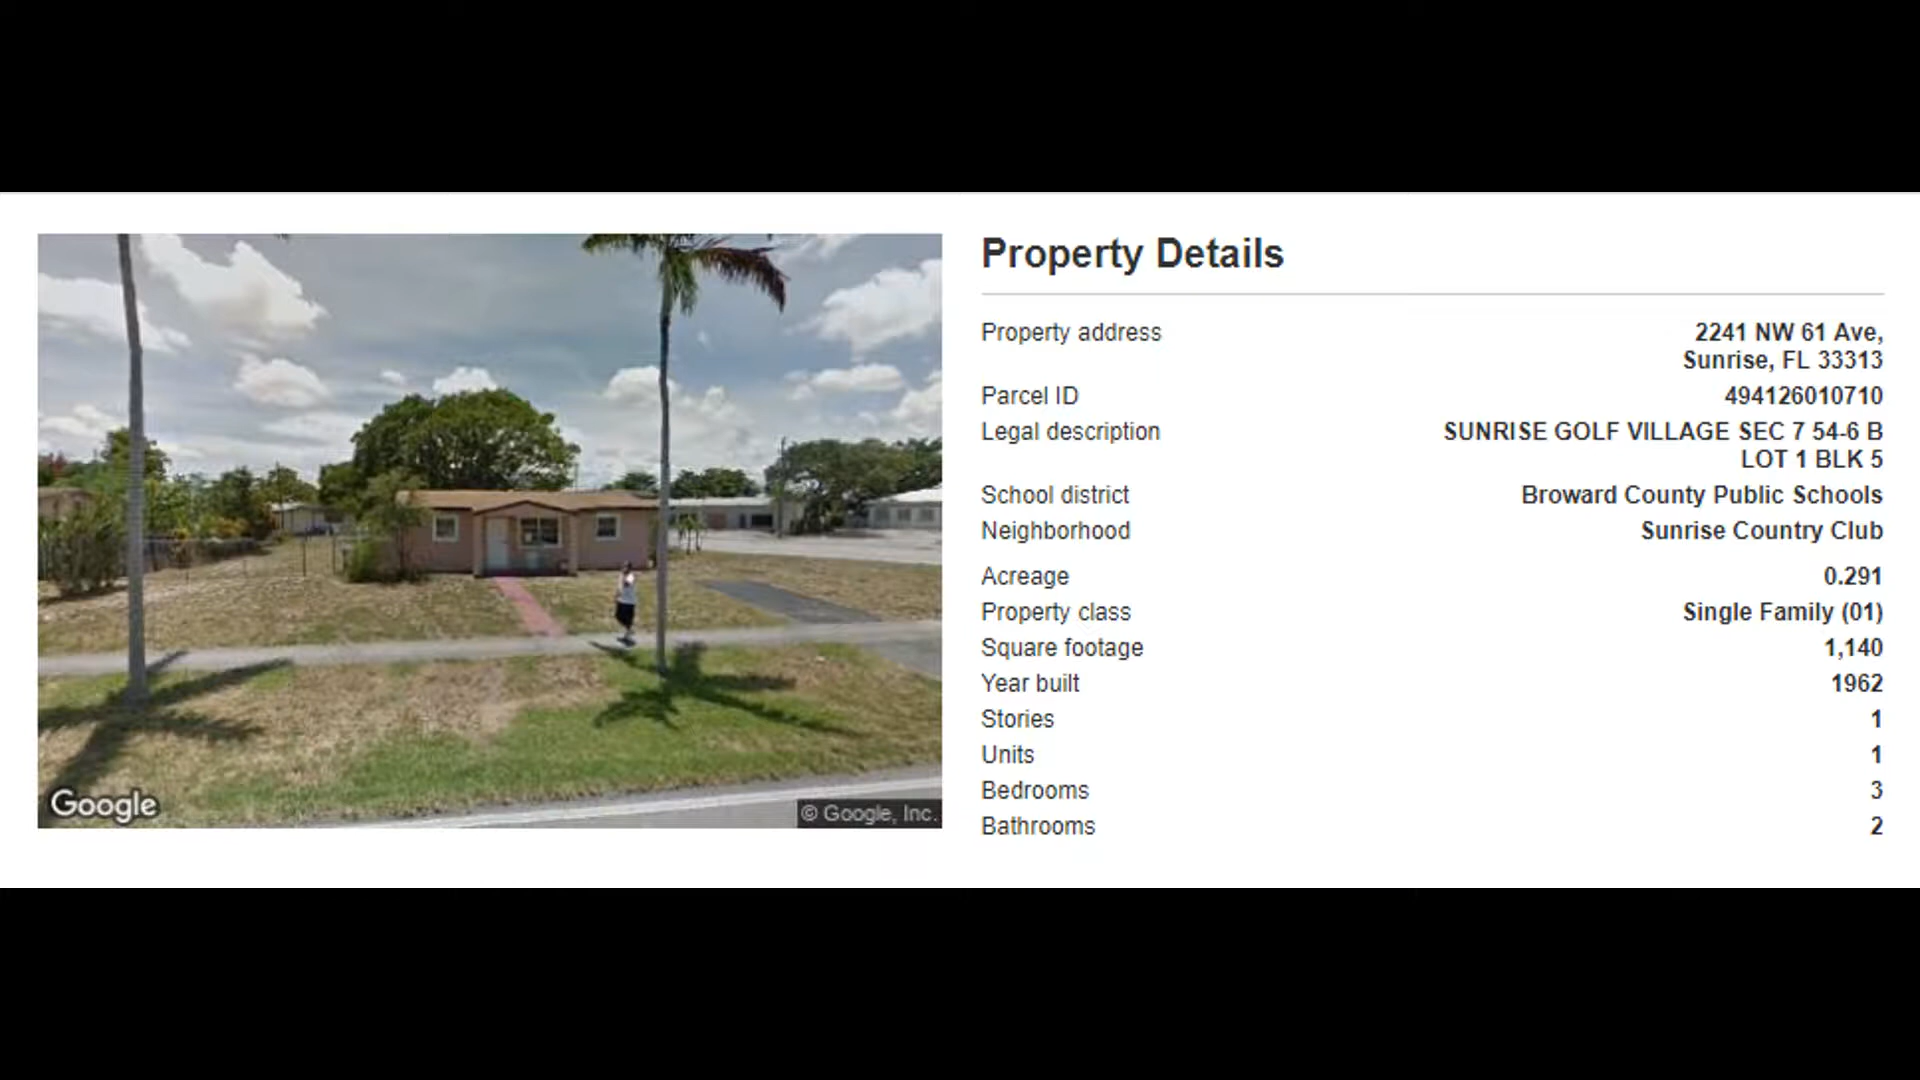 Property Details
Property address 2241 NW 61 Ave,
Sunrise, FL 33313
Parcel ID 494126010710
Legal description SUNRISE GOLF VILLAGE SEC 7 54-6 B
LOT 1 BLK 5
School district Broward County Public Schools
Neighborhood Sunrise Country Club
Acreage 0.291
Property class Single Family (01)
Square footage 1,140
Year built 1962
Stories 1
Units 1
Bedrooms 3
Bathrooms 2
Google
© Google, Inc.